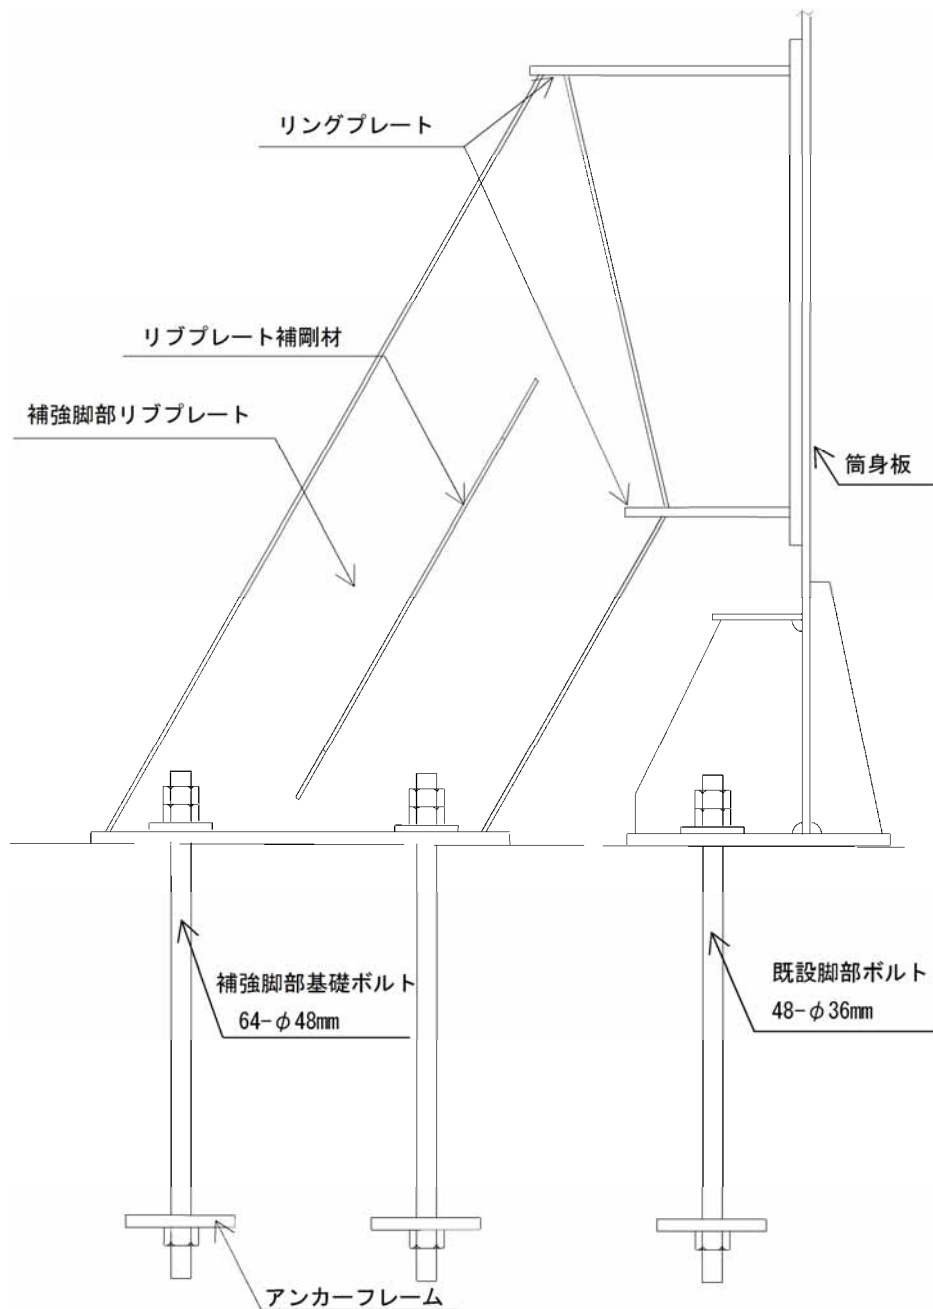 リングプレート
リブプレート補剛材
補強脚部リブプレート
筒身板
補強脚部基礎ボルト
64-φ48mm
既設脚部ボルト
48-φ36mm
アンカーフレーム